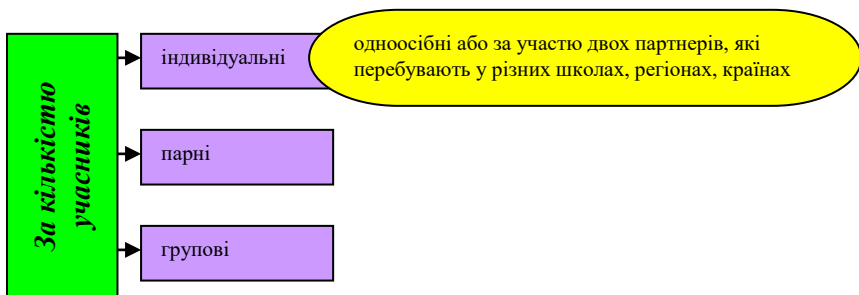 За кількістю
учасників
індивідуальні
одноосібні або за участю двох партнерів, які
перебувають у різних школах, регіонах, країнах
парні
групові